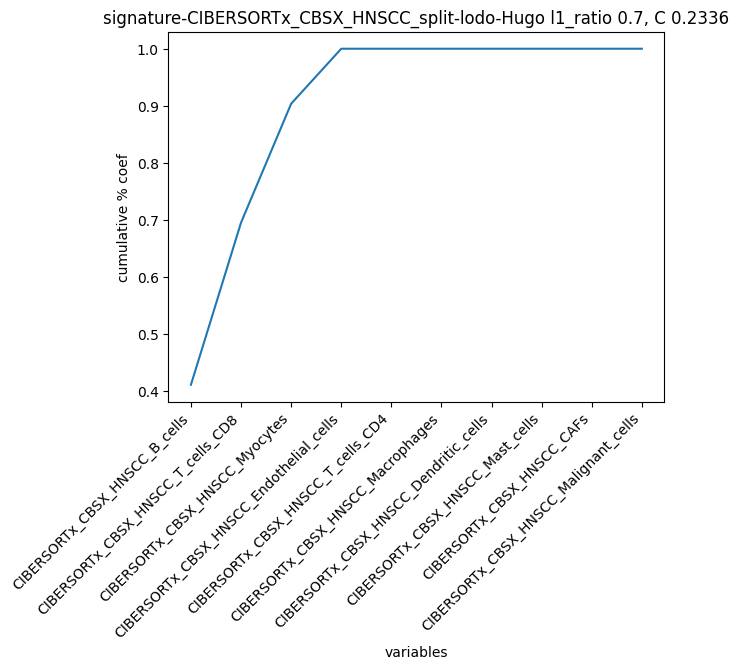 signature-CIBERSORTx_CBSX_HNSCC_split-lodo-Hugo l1_ratio 0.7, C 0.2336
1.0
0.9
0.8
0.7
0.6
0.5
0.4
cumulative % coef
CIBERSORTx_CBSX_HNSCC_B_cells
CIBERSORTx_CBSX_HNSCC_T_cells_CD8
CIBERSORTx_CBSX_HNSCC_Myocytes
CIBERSORTx_CBSX_HNSCC_Endothelial_cells
CIBERSORTx_CBSX_HNSCC_T_cells_CD4
CIBERSORTx_CBSX_HNSCC_Macrophages
CIBERSORTx_CBSX_HNSCC_Dendritic_cells
CIBERSORTx_CBSX_HNSCC_Mast_cells
CIBERSORTx_CBSX_HNSCC_CAFs
CIBERSORTx_CBSX_HNSCC_Malignant_cells
variables